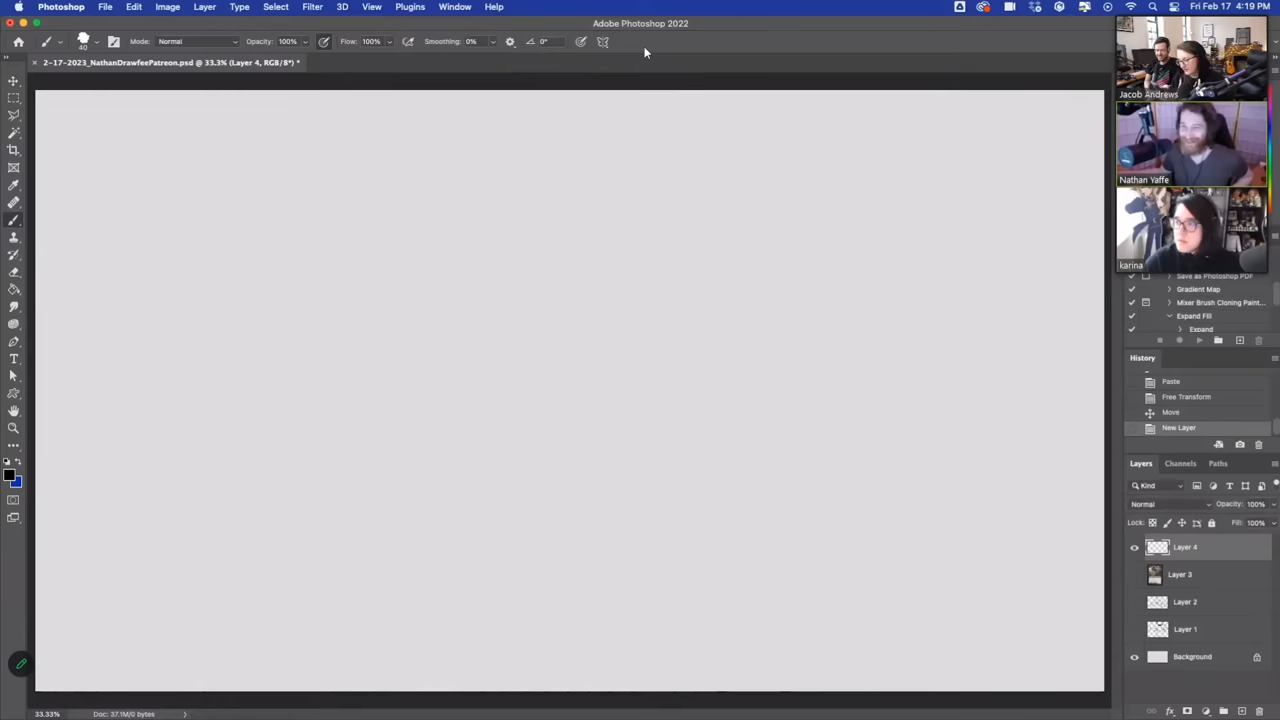 Photoshop File Edit Image Layer Type Select Filter 3D View Plugins Window Help
Fri Feb 17 4:19 PM
Adobe Photoshop 2022
40 Mode: Normal Opacity: 100% Flow: 100% Smoothing: 0% 0°
2-17-2023_NathanDrawfeePatreon.psd @ 33.3% (Layer 4, RGB/8*) *
Jacob Andrews
Nathan Yaffe
karina
Save as Photoshop PDF
Gradient Map
Mixer Brush Cloning Paint...
Expand Fill
Expand
History
Paste
Free Transform
Move
New Layer
Layers Channels Paths
Kind
Normal Opacity: 100%
Lock: Fill: 100%
Layer 4
Layer 3
Layer 2
Layer 1
Background
33.33% Doc: 37.1M/0 bytes